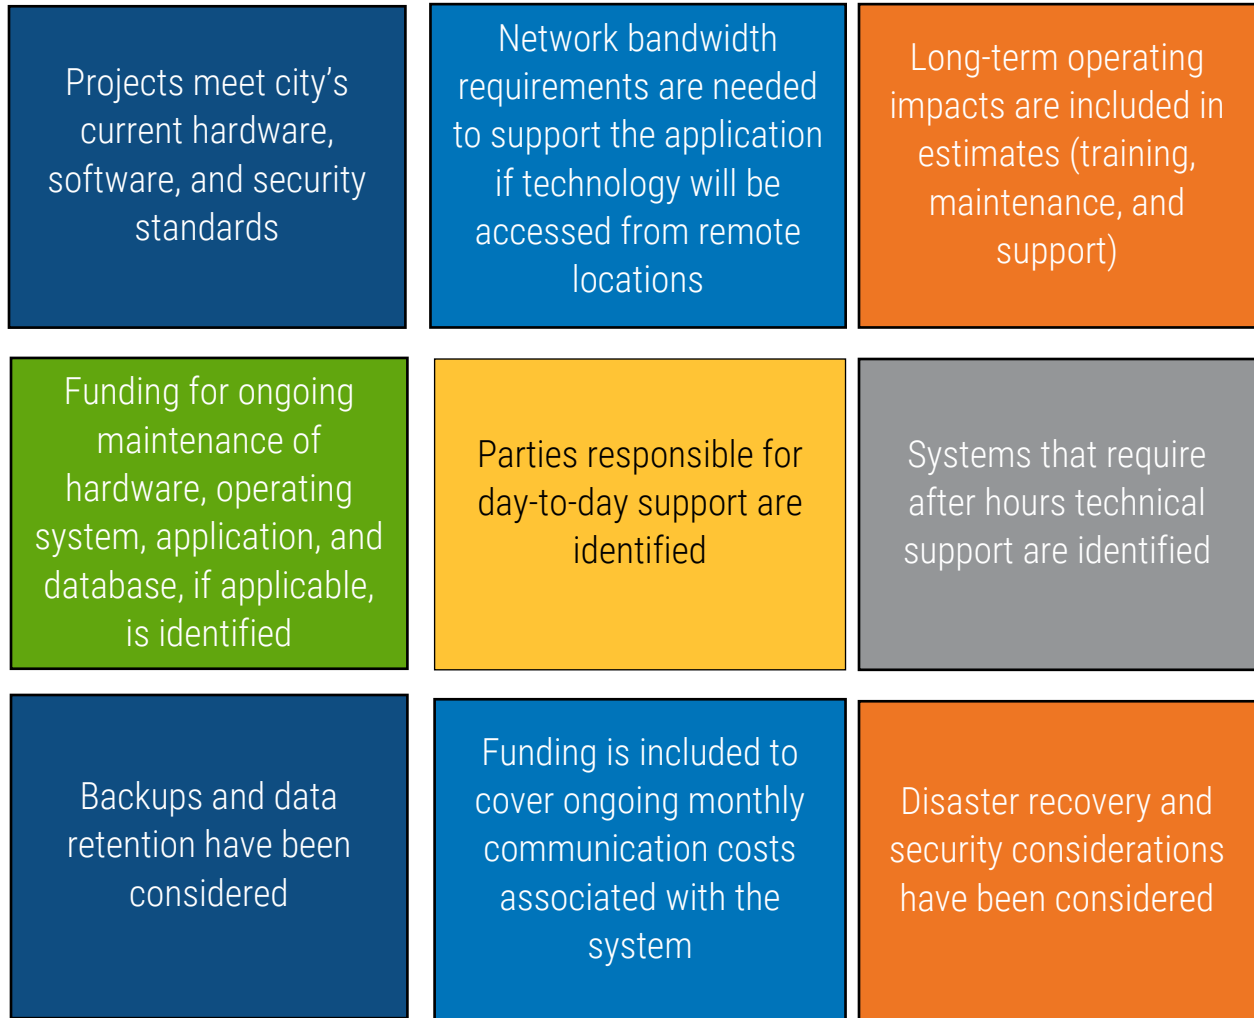 Projects meet city’s
current hardware,
software, and security
standards
Network bandwidth
requirements are needed
to support the application
if technology will be
accessed from remote
locations
Long-term operating
impacts are included in
estimates (training,
maintenance, and
support)
Funding for ongoing
maintenance of
hardware, operating
system, application, and
database, if applicable,
is identified
Parties responsible for
day-to-day support are
identified
Systems that require
after hours technical
support are identified
Backups and data
retention have been
considered
Funding is included to
cover ongoing monthly
communication costs
associated with the
system
Disaster recovery and
security considerations
have been considered